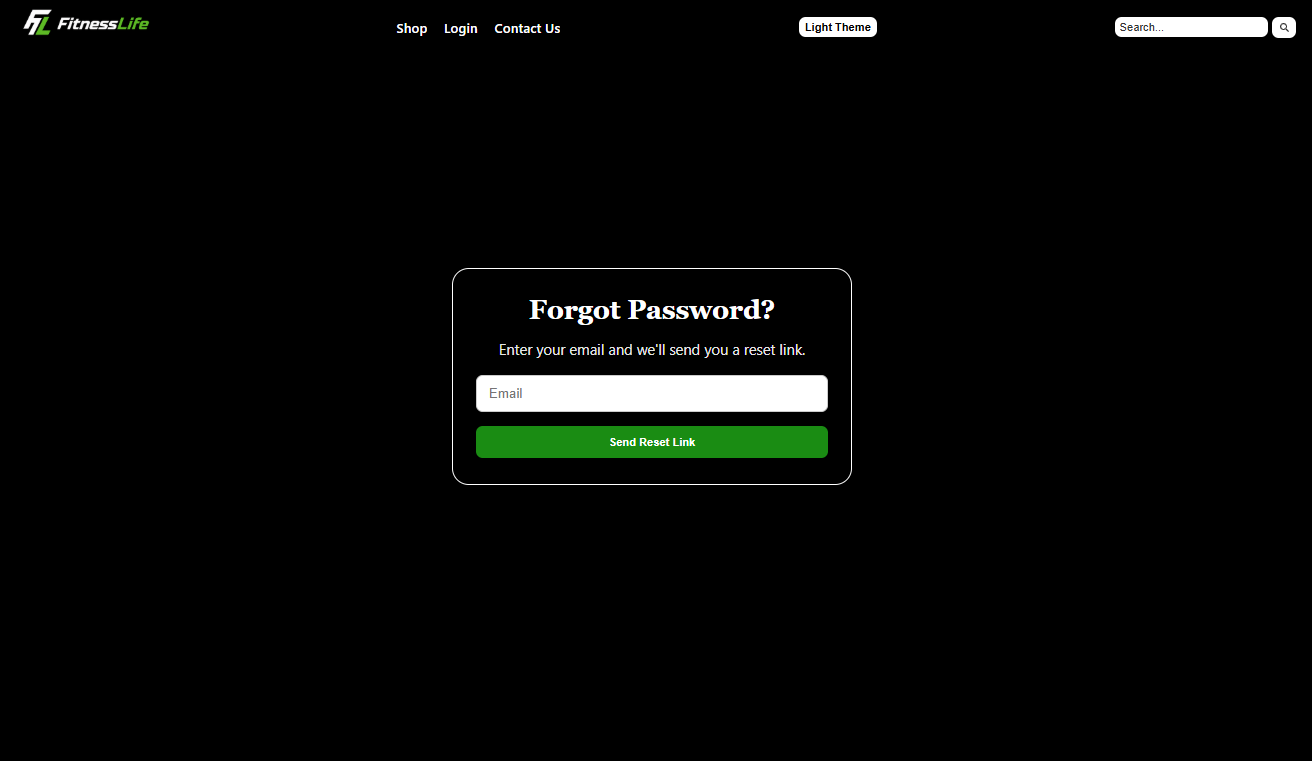 FitnessLife
Shop Login Contact Us
Light Theme
Search...
Forgot Password?
Enter your email and we'll send you a reset link.
Email
Send Reset Link